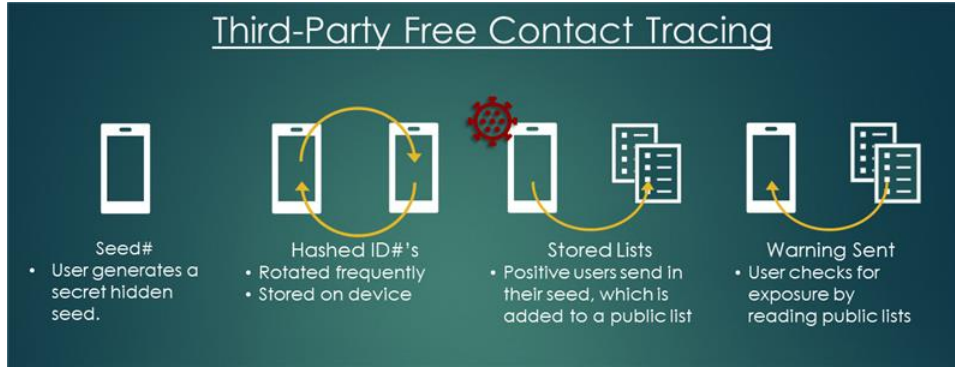 Third-Party Free Contact Tracing
Seed#
• User generates a
secret hidden
seed.
Hashed ID#'s
• Rotated frequently
• Stored on device
Stored Lists
• Positive users send in
their seed, which is
added to a public list
Warning Sent
• User checks for
exposure by
reading public lists